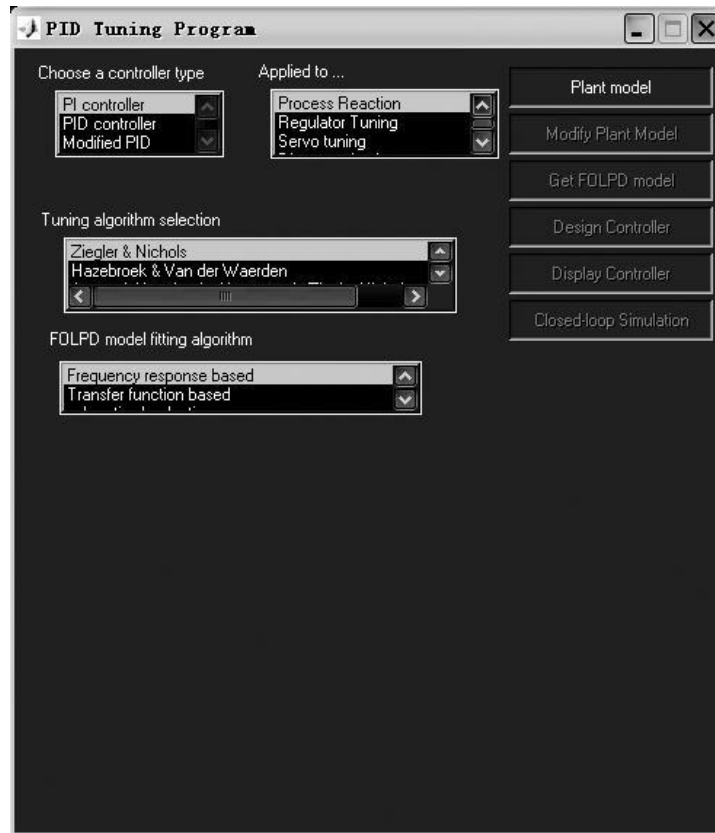 PID Tuning Program
Choose a controller type
PI controller
PID controller
Modified PID
Applied to ...
Process Reaction
Regulator Tuning
Servo tuning
Plant model
Modify Plant Model
Get FOLPD model
Design Controller
Display Controller
Closed-loop Simulation
Tuning algorithm selection
Ziegler & Nichols
Hazebroek & Van der Waerden
FOLPD model fitting algorithm
Frequency response based
Transfer function based